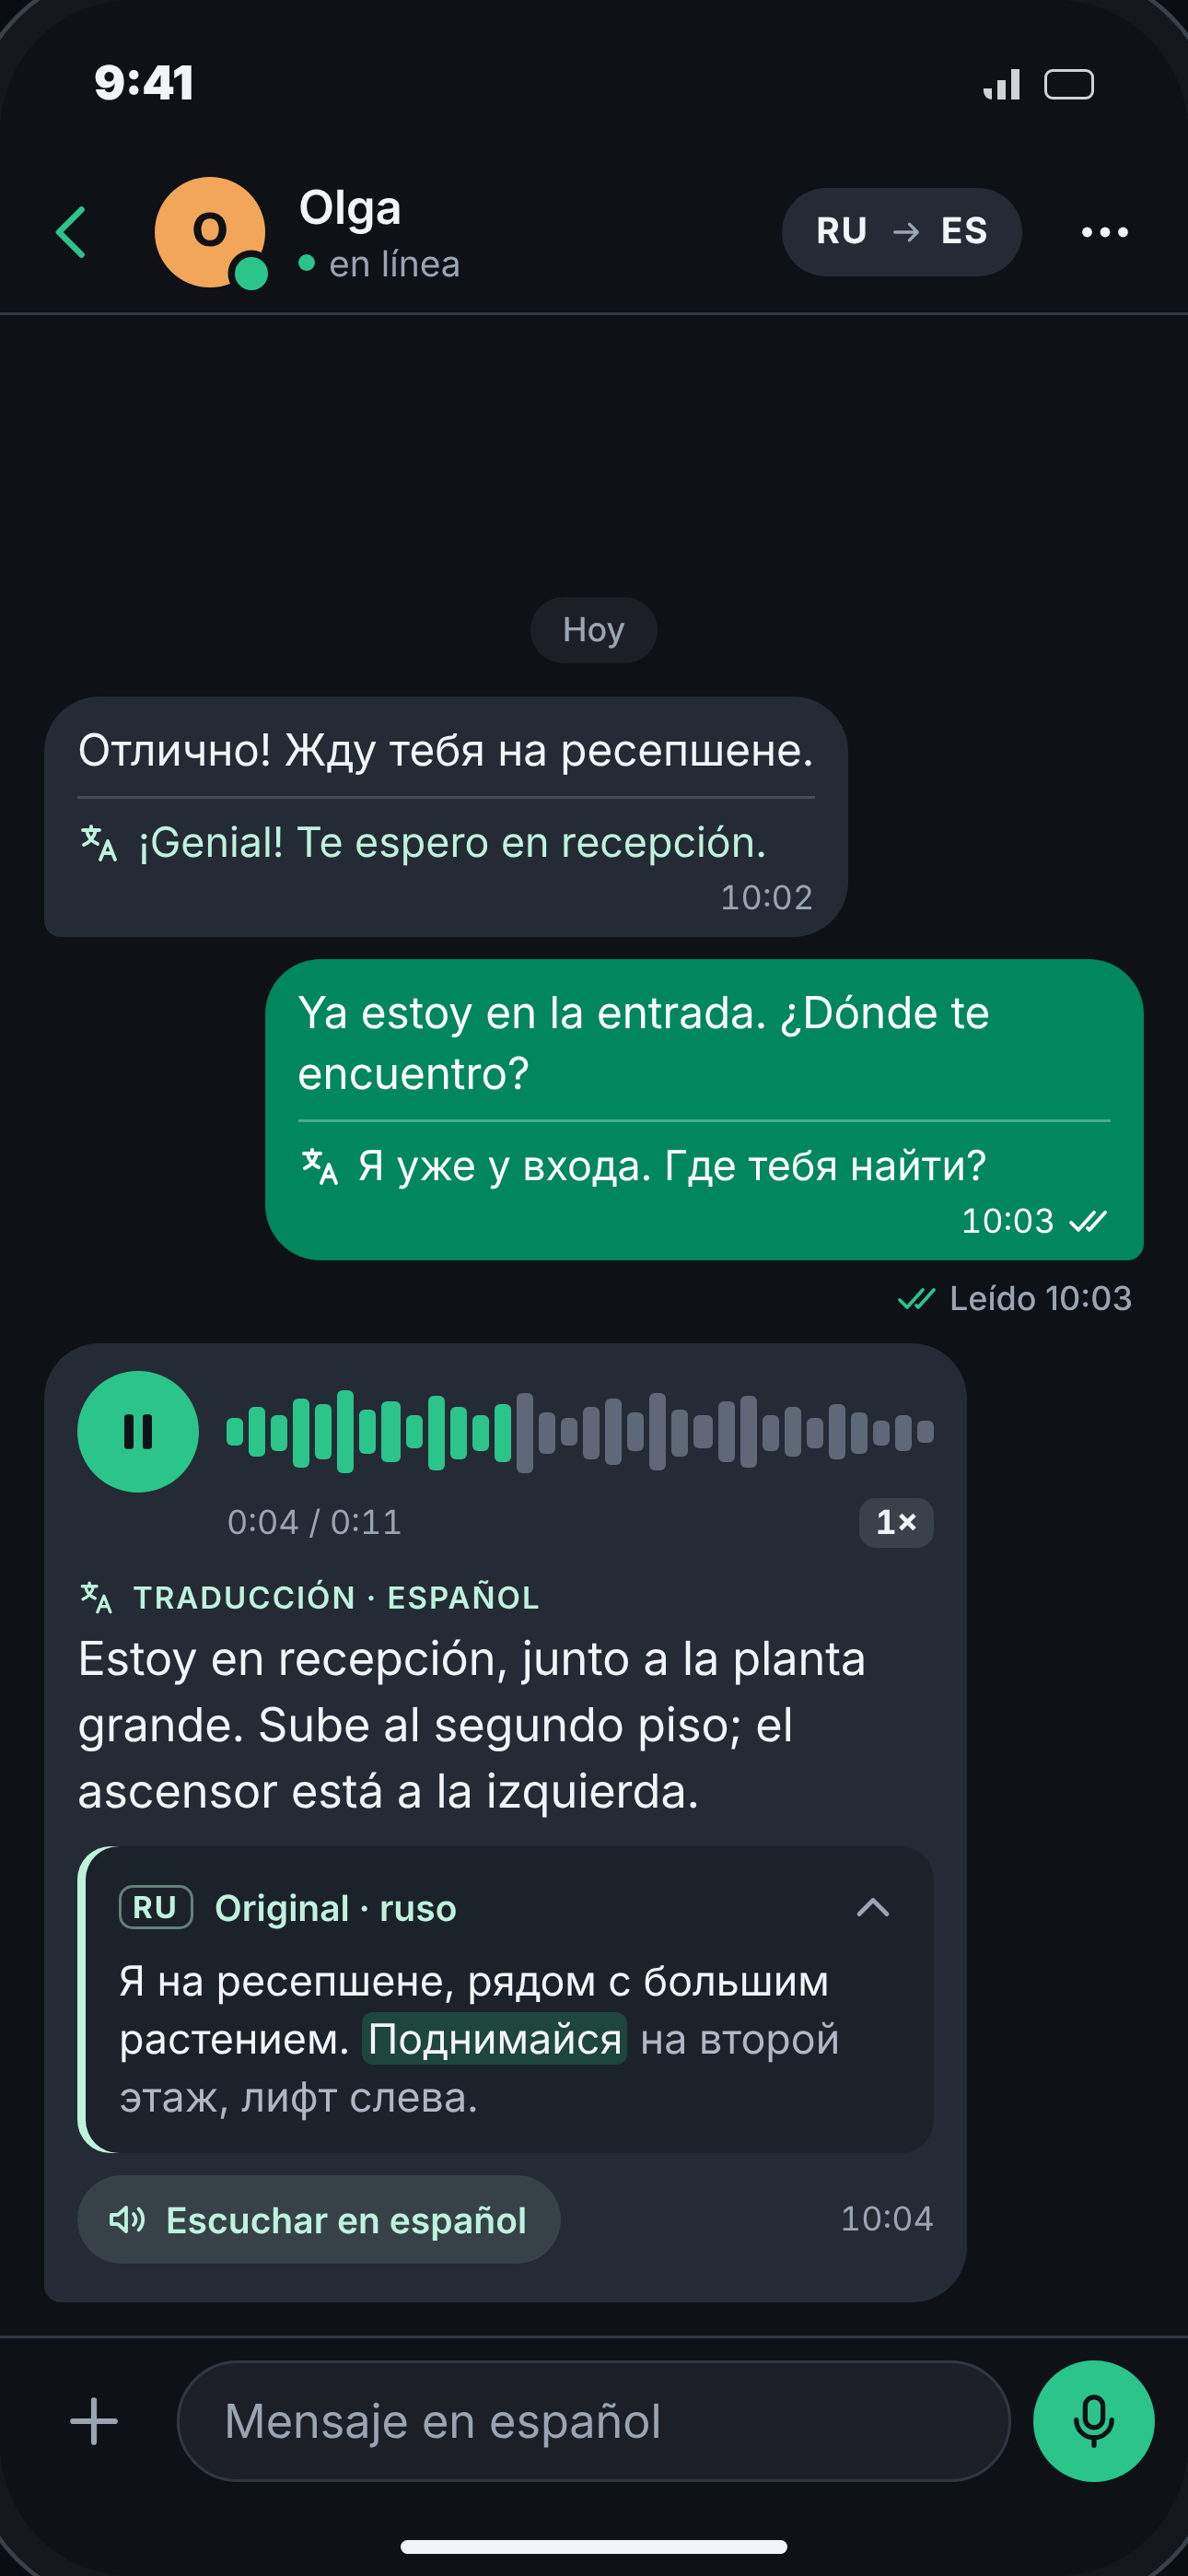 9:41
O
Olga
en línea
RU → ES
Hoy
Отлично! Жду тебя на ресепшене.
¡Genial! Te espero en recepción.
10:02
Ya estoy en la entrada. ¿Dónde te
encuentro?
Я уже у входа. Где тебя найти?
10:03
Leído 10:03
0:04 / 0:11
1×
TRADUCCIÓN · ESPAÑOL
Estoy en recepción, junto a la planta
grande. Sube al segundo piso; el
ascensor está a la izquierda.
RU Original · ruso
Я на ресепшене, рядом с большим
растением. Поднимайся на второй
этаж, лифт слева.
Escuchar en español
10:04
Mensaje en español